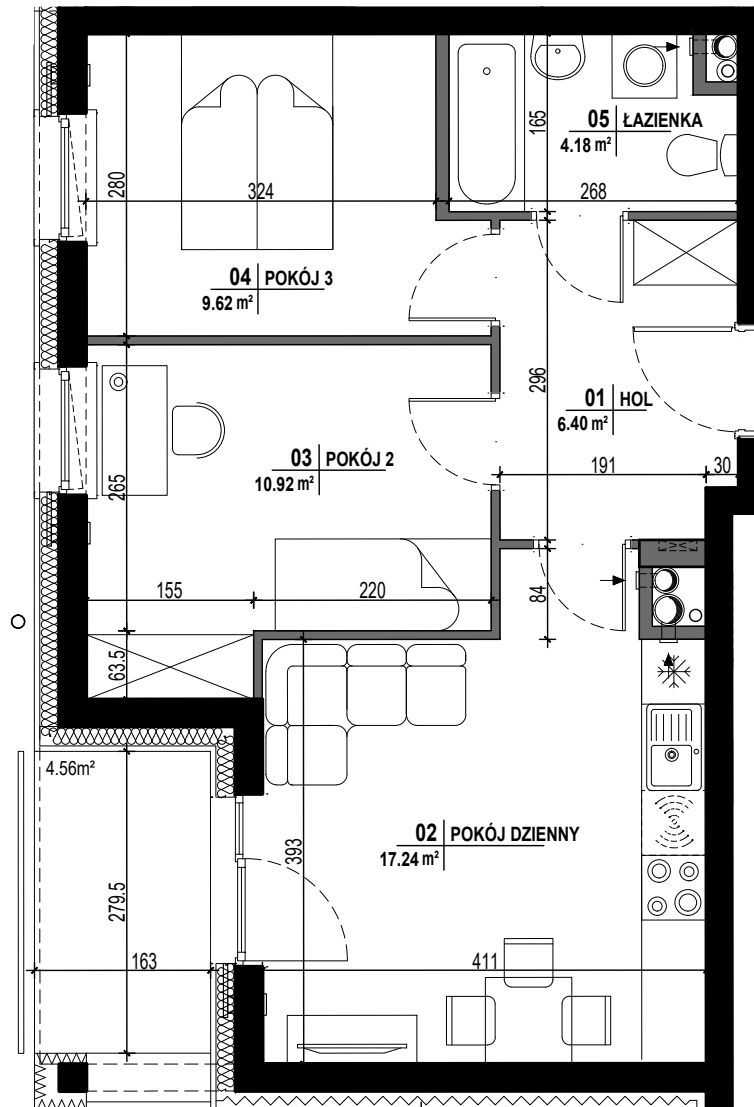 165
05 ŁAZIENKA
4.18 m²
280
324
268
04 POKÓJ 3
9.62 m²
296
01 HOL
6.40 m²
03 POKÓJ 2
10.92 m²
265
191
30
155
220
84
63.5
4.56m²
02 POKÓJ DZIENNY
17.24 m²
393
279.5
163
411